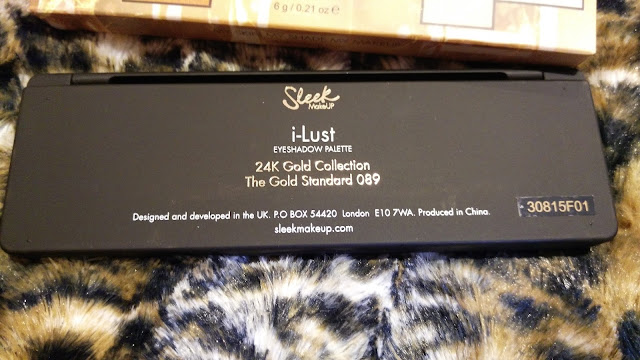 6 g / 0.21 oz ℮
Sleek
MakeUP
i-Lust
EYESHADOW PALETTE
24K Gold Collection
The Gold Standard 089
Designed and developed in the UK. P.O BOX 54420 London E10 7WA. Produced in China.
sleekmakeup.com
30815F01